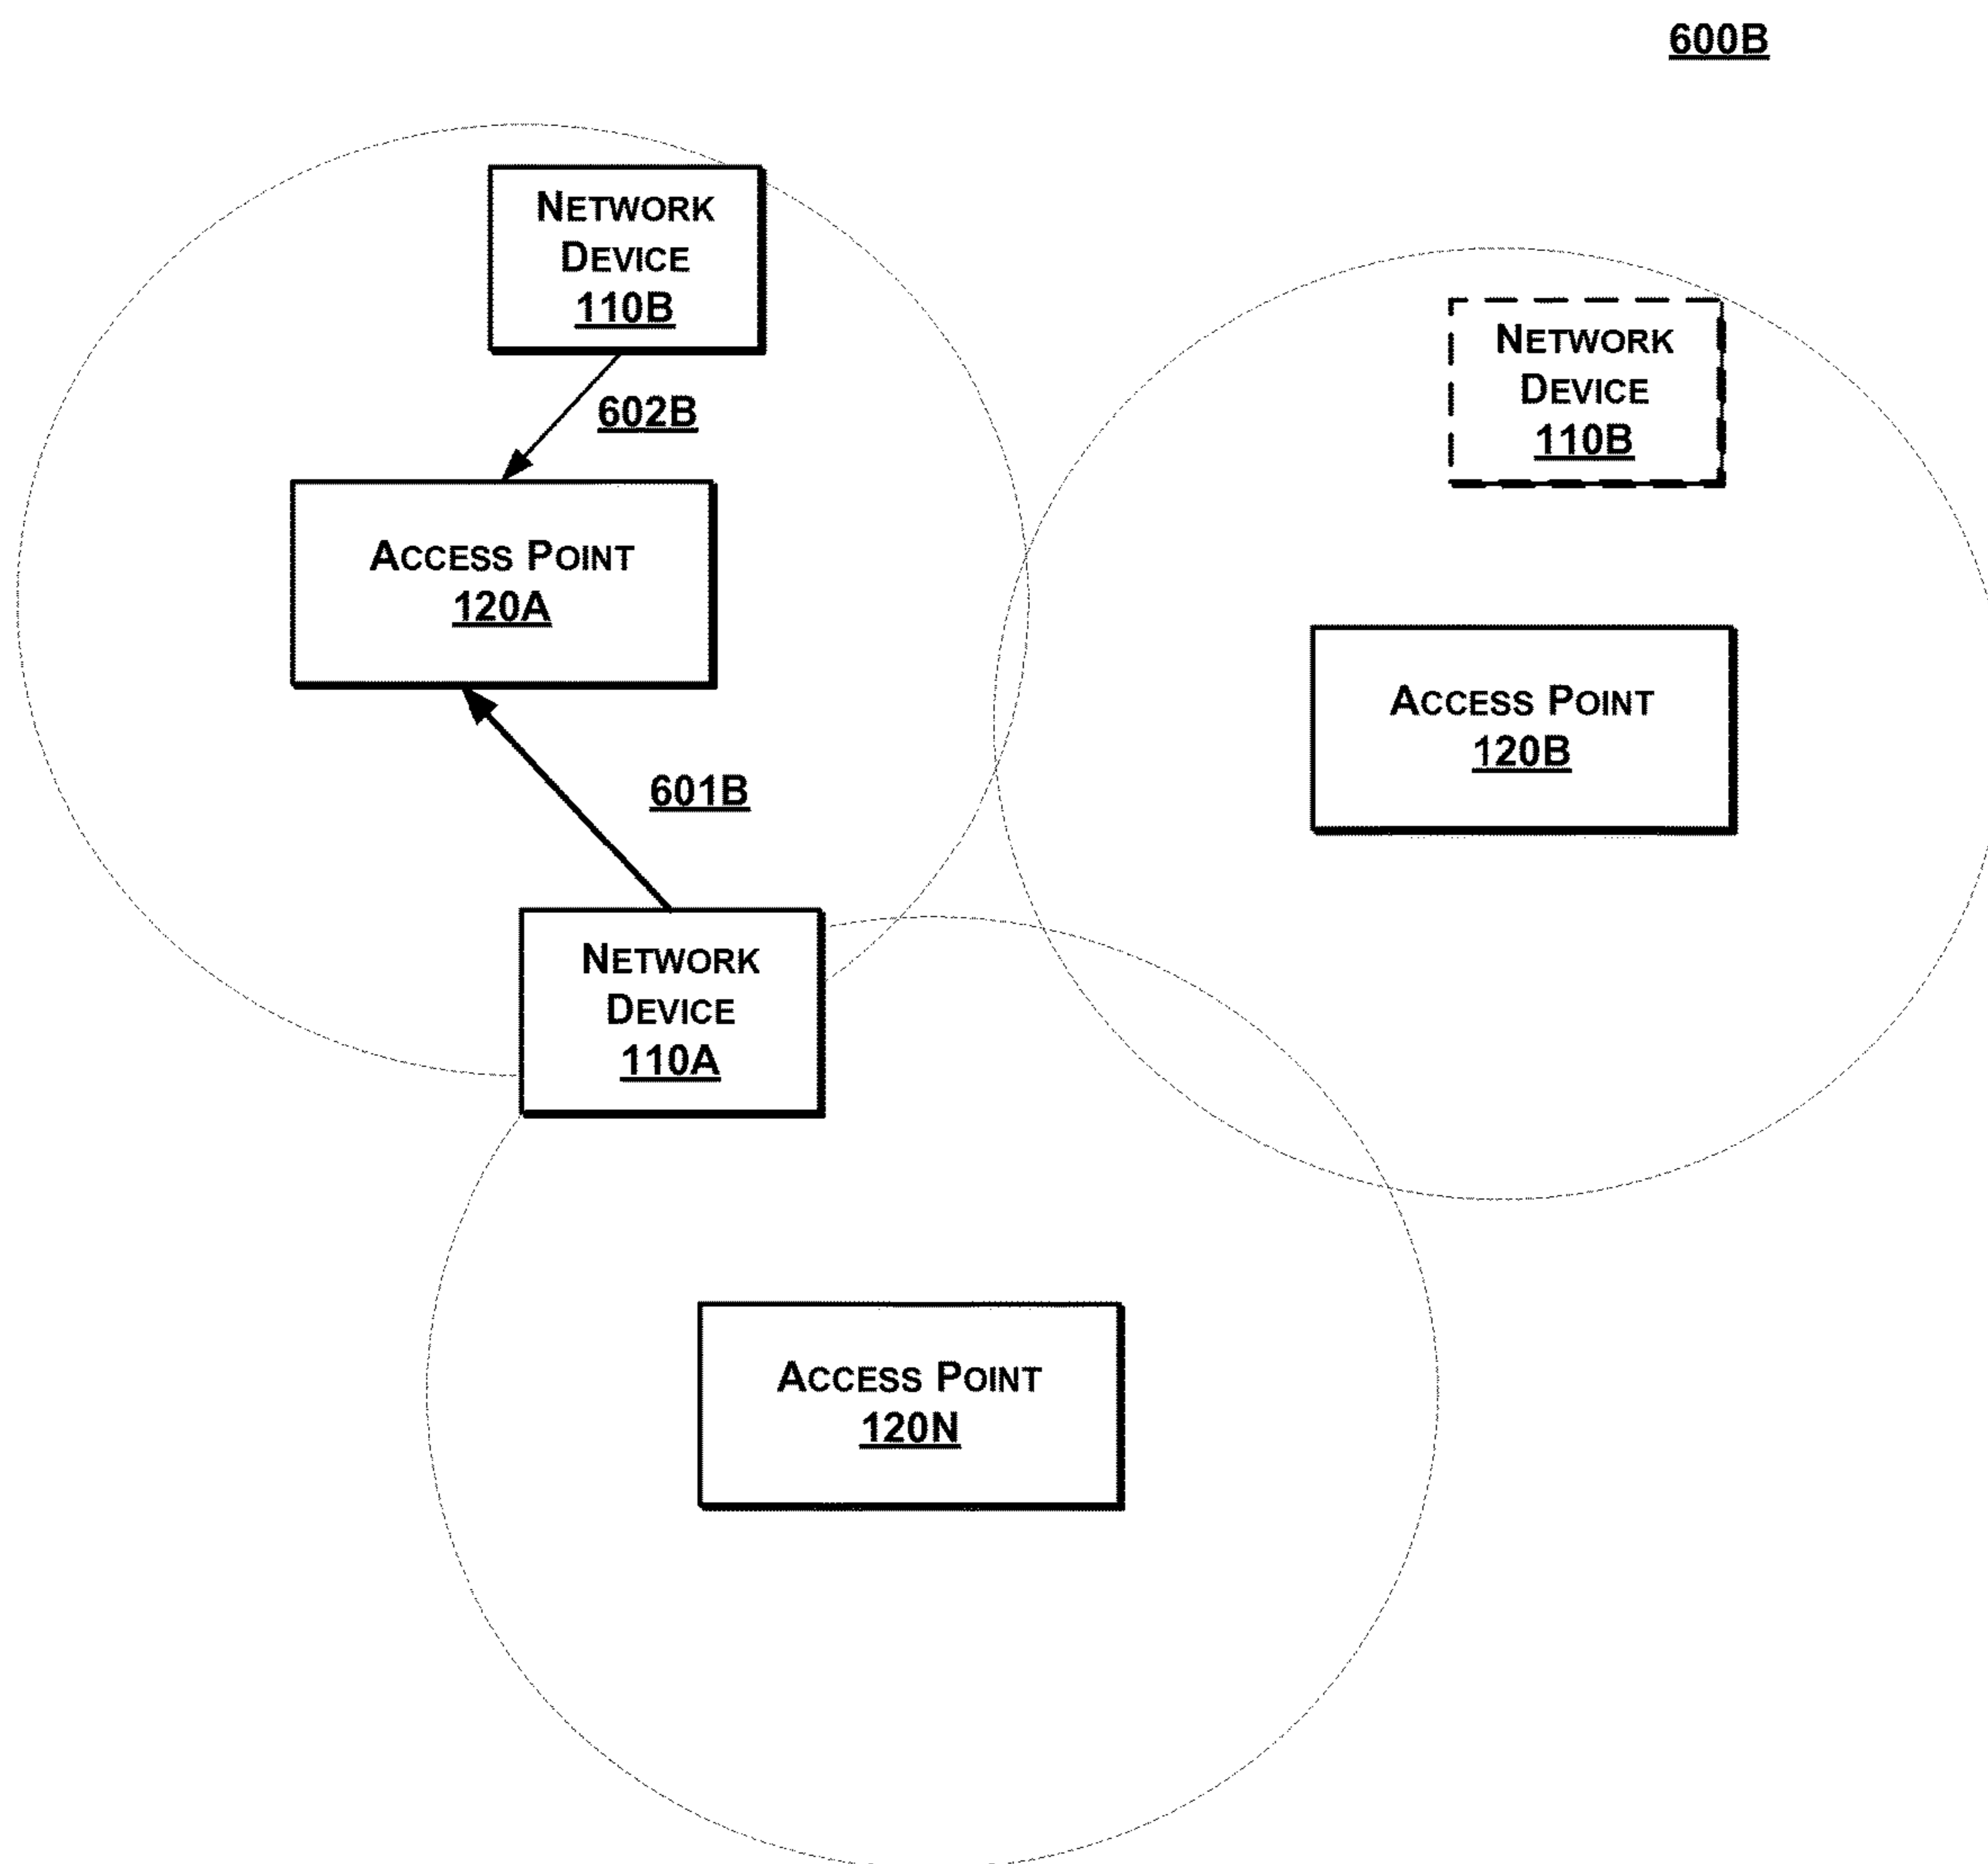 600B
NETWORK
DEVICE
110B
602B
NETWORK
DEVICE
110B
ACCESS POINT
120A
ACCESS POINT
120B
601B
NETWORK
DEVICE
110A
ACCESS POINT
120N